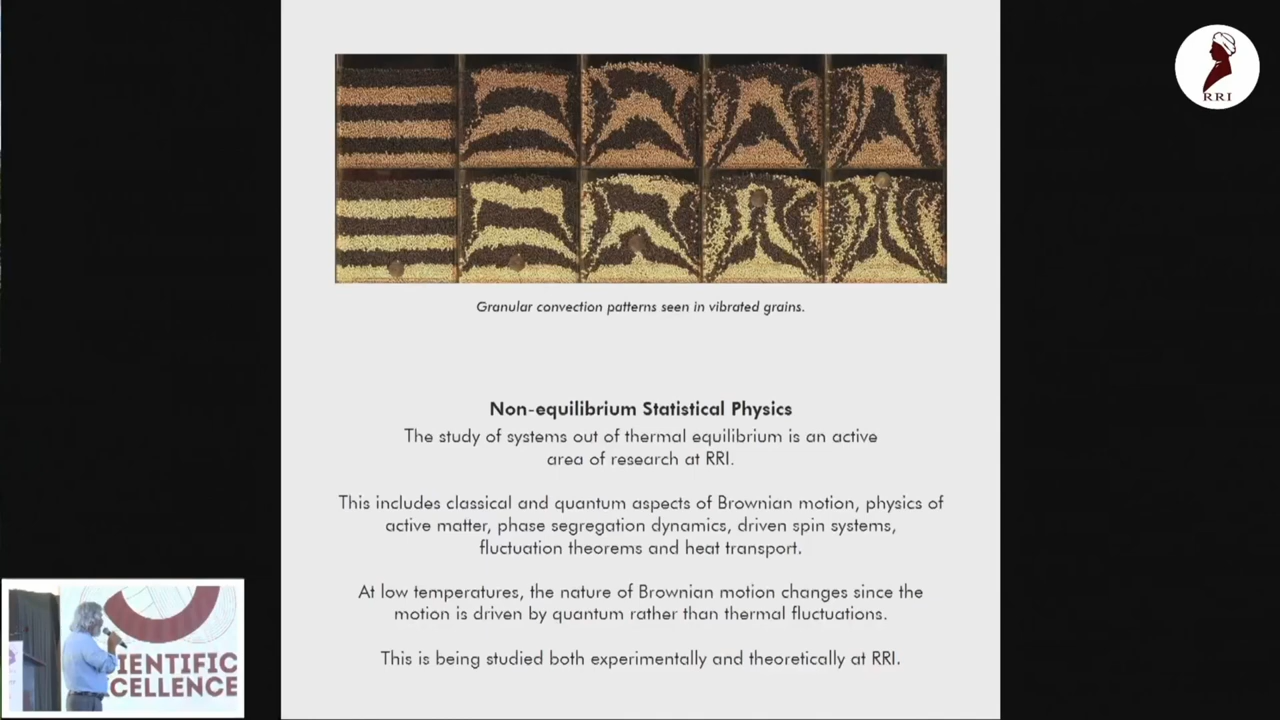 RRI
Granular convection patterns seen in vibrated grains.
Non-equilibrium Statistical Physics
The study of systems out of thermal equilibrium is an active
area of research at RRI.
This includes classical and quantum aspects of Brownian motion, physics of
active matter, phase segregation dynamics, driven spin systems,
fluctuation theorems and heat transport.
At low temperatures, the nature of Brownian motion changes since the
motion is driven by quantum rather than thermal fluctuations.
This is being studied both experimentally and theoretically at RRI.
IENTIFIC
CELLENCE